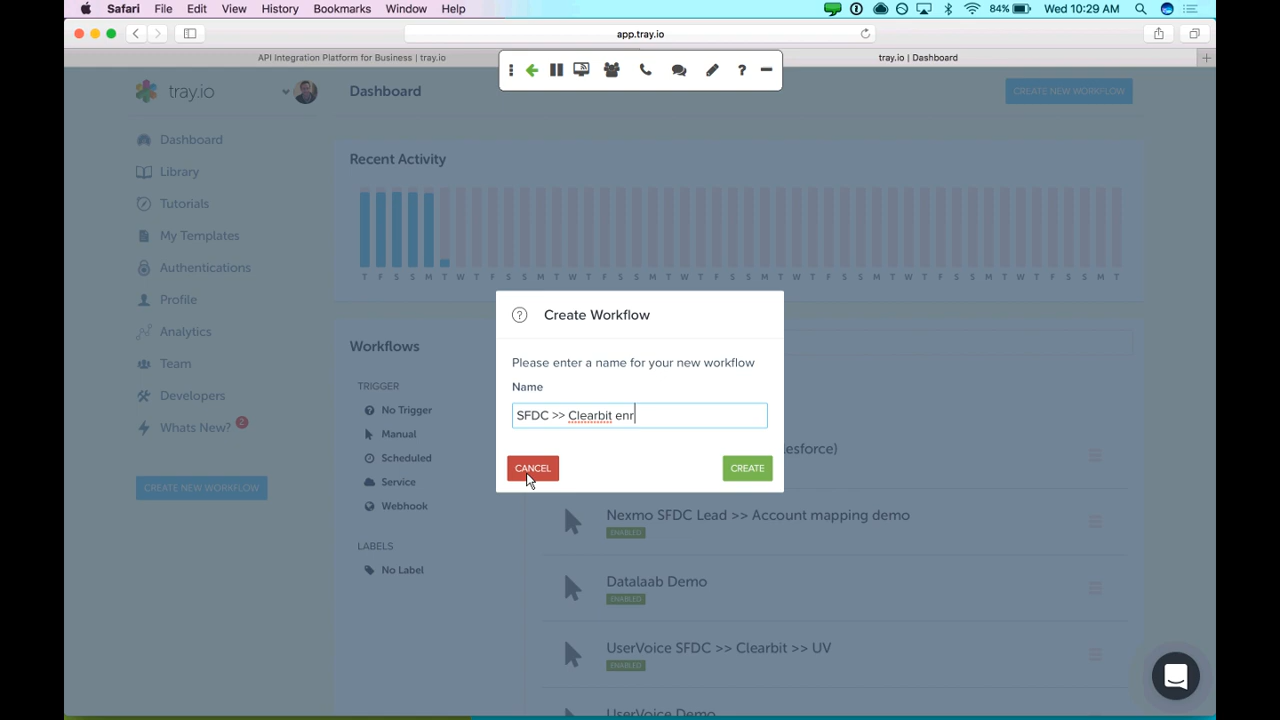 Safari File Edit View History Bookmarks Window Help 84% Wed 10:29 AM
app.tray.io
API Integration Platform for Business | tray.io
tray.io | Dashboard
tray.io
Dashboard
CREATE NEW WORKFLOW
Dashboard
Library
Tutorials
My Templates
Authentications
Profile
Analytics
Team
Developers
Whats New? 2
CREATE NEW WORKFLOW
Recent Activity
T F S S M T W T F S S M T W T F S S M T W T F S S M T W T F S S M T W T F S S M T W T F S S M T
Workflows
TRIGGER
No Trigger
Manual
Scheduled
Service
Webhook
LABELS
No Label
Create Workflow
Please enter a name for your new workflow
Name
SFDC >> Clearbit enr
CANCEL
CREATE
lesforce)
Nexmo SFDC Lead >> Account mapping demo
ENABLED
Datalaab Demo
ENABLED
UserVoice SFDC >> Clearbit >> UV
ENABLED
UserVoice Demo